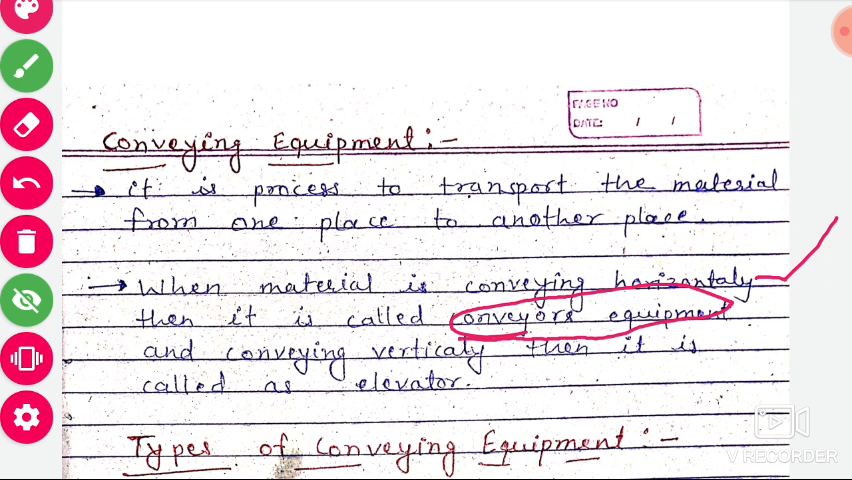 PAGE NO
DATE: / /
Conveying Equipment :-
→ it is process to transport the material
from one place to another place.
→ When material is conveying horizontaly
then it is called conveyors equipment
and conveying verticaly then it is
called as elevator.
Types of Conveying Equipment :-
V RECORDER